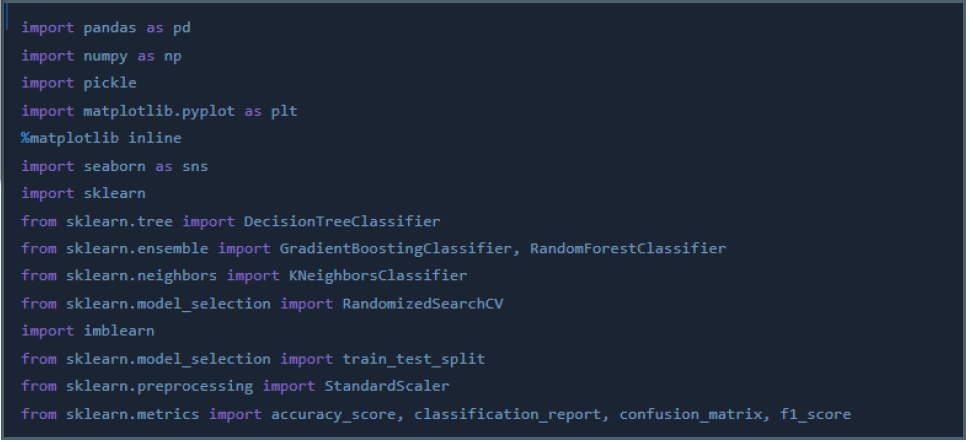 import pandas as pd
import numpy as np
import pickle
import matplotlib.pyplot as plt
%matplotlib inline
import seaborn as sns
import sklearn
from sklearn.tree import DecisionTreeClassifier
from sklearn.ensemble import GradientBoostingClassifier, RandomForestClassifier
from sklearn.neighbors import KNeighborsClassifier
from sklearn.model_selection import RandomizedSearchCV
import imblearn
from sklearn.model_selection import train_test_split
from sklearn.preprocessing import StandardScaler
from sklearn.metrics import accuracy_score, classification_report, confusion_matrix, f1_score